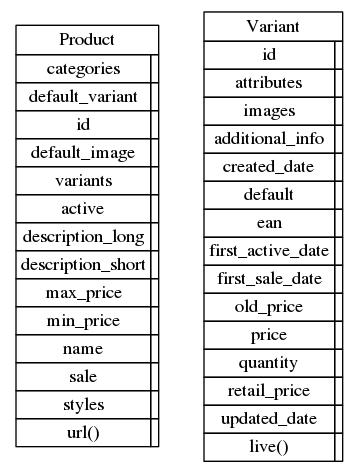 Product
categories
default_variant
id
default_image
variants
active
description_long
description_short
max_price
min_price
name
sale
styles
url()
Variant
id
attributes
images
additional_info
created_date
default
ean
first_active_date
first_sale_date
old_price
price
quantity
retail_price
updated_date
live()